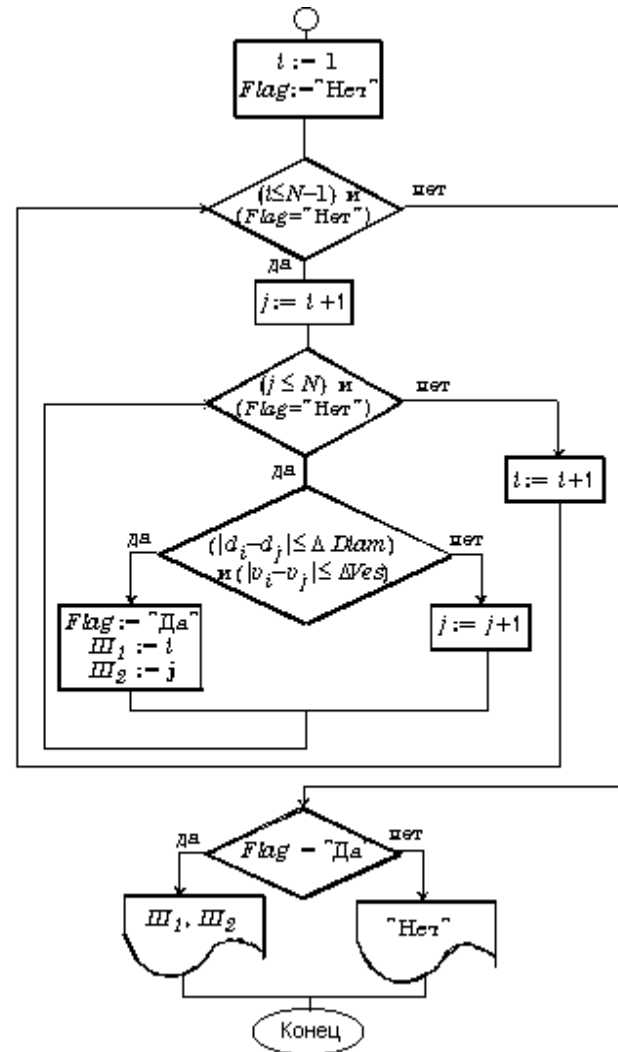 i := 1
Flag:="Нет"
(i≤N−1) и
(Flag="Нет")
нет
да
j := i +1
(j ≤ N) и
(Flag="Нет")
нет
да
i := i+1
(|d_i−d_j|≤ Δ Diam)
и (|v_i−v_j|≤ ΔVes)
да
нет
Flag := "Да"
Ш_1 := i
Ш_2 := j
j := j+1
Flag = "Да"
да
нет
Ш_1, Ш_2
"Нет"
Конец